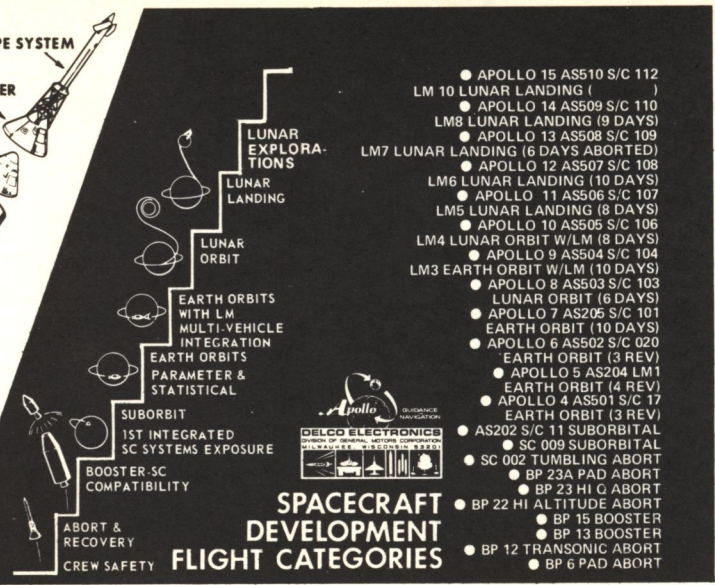 PE SYSTEM
ER
LUNAR
EXPLORA-
TIONS
LUNAR
LANDING
LUNAR
ORBIT
EARTH ORBITS
WITH LM
MULTI-VEHICLE
INTEGRATION
EARTH ORBITS
PARAMETER &
STATISTICAL
SUBORBIT
1ST INTEGRATED
SC SYSTEMS EXPOSURE
BOOSTER-SC
COMPATIBILITY
ABORT &
RECOVERY
CREW SAFETY
Apollo GUIDANCE
NAVIGATION
DELCO ELECTRONICS
DIVISION OF GENERAL MOTORS CORPORATION
MILWAUKEE, WISCONSIN 53201
SPACECRAFT
DEVELOPMENT
FLIGHT CATEGORIES
● APOLLO 15 AS510 S/C 112
LM 10 LUNAR LANDING ( )
● APOLLO 14 AS509 S/C 110
LM8 LUNAR LANDING (9 DAYS)
● APOLLO 13 AS508 S/C 109
LM7 LUNAR LANDING (6 DAYS ABORTED)
● APOLLO 12 AS507 S/C 108
LM6 LUNAR LANDING (10 DAYS)
● APOLLO 11 AS506 S/C 107
LM5 LUNAR LANDING (8 DAYS)
● APOLLO 10 AS505 S/C 106
LM4 LUNAR ORBIT W/LM (8 DAYS)
● APOLLO 9 AS504 S/C 104
LM3 EARTH ORBIT W/LM (10 DAYS)
● APOLLO 8 AS503 S/C 103
LUNAR ORBIT (6 DAYS)
● APOLLO 7 AS205 S/C 101
EARTH ORBIT (10 DAYS)
● APOLLO 6 AS502 S/C 020
EARTH ORBIT (3 REV)
● APOLLO 5 AS204 LM1
EARTH ORBIT (4 REV)
● APOLLO 4 AS501 S/C 17
EARTH ORBIT (3 REV)
● AS202 S/C 11 SUBORBITAL
● SC 009 SUBORBITAL
● SC 002 TUMBLING ABORT
● BP 23A PAD ABORT
● BP 23 HI Q ABORT
● BP 22 HI ALTITUDE ABORT
● BP 15 BOOSTER
● BP 13 BOOSTER
● BP 12 TRANSONIC ABORT
● BP 6 PAD ABORT